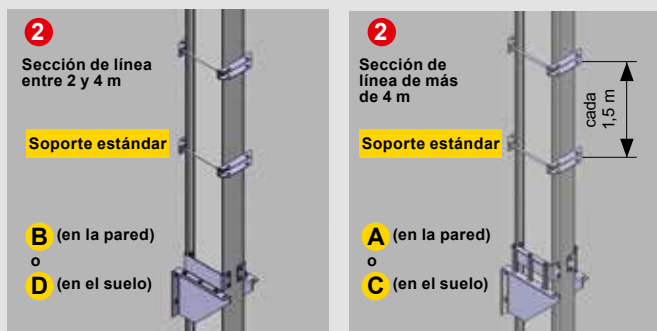 2
Sección de línea
entre 2 y 4 m
Soporte estándar
B (en la pared)
o
D (en el suelo)
2
Sección de
línea de más
de 4 m
cada
1,5 m
Soporte estándar
A (en la pared)
o
C (en el suelo)